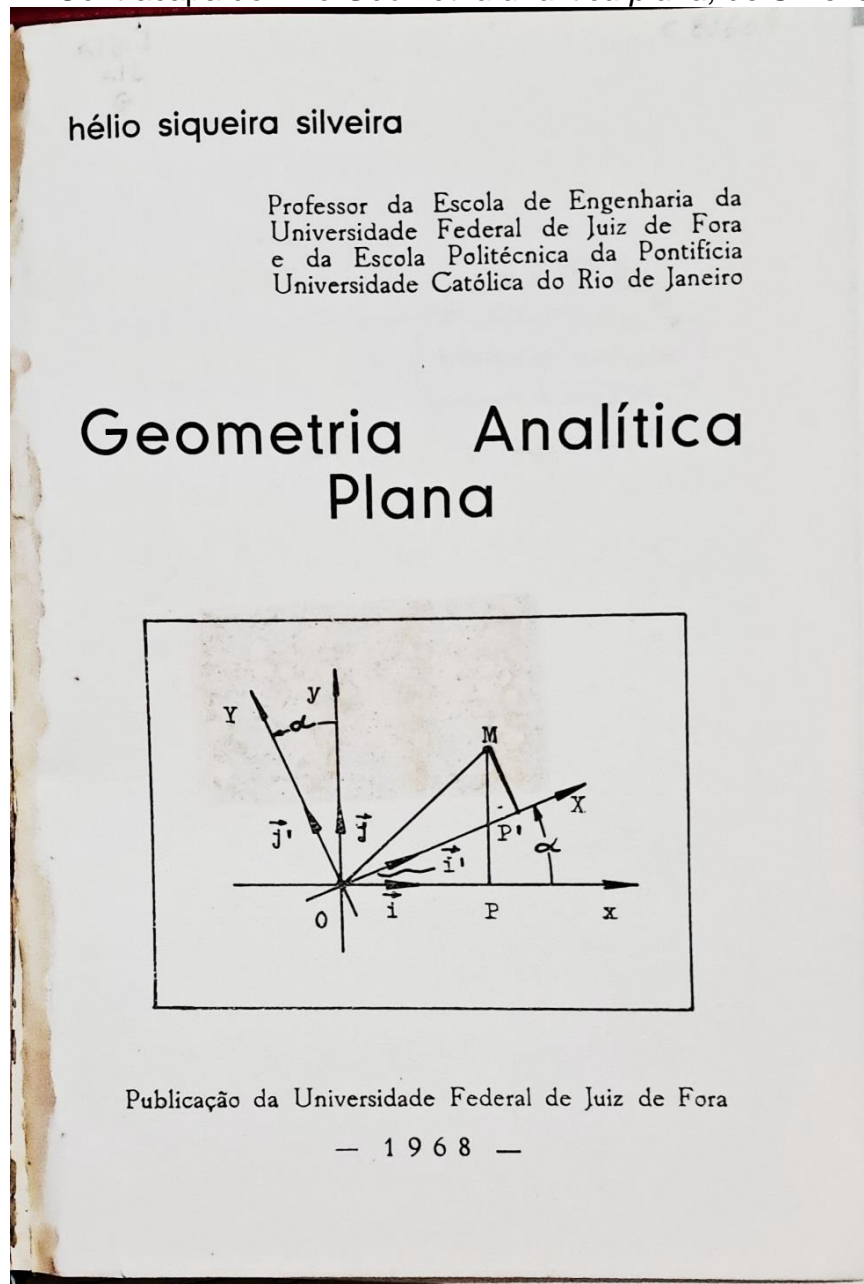 hélio siqueira silveira
Professor da Escola de Engenharia da
Universidade Federal de Juiz de Fora
e da Escola Politécnica da Pontifícia
Universidade Católica do Rio de Janeiro
Geometria Analítica
Plana
Y α y M
X
j' j P' α
i'
O i P x
Publicação da Universidade Federal de Juiz de Fora
— 1968 —